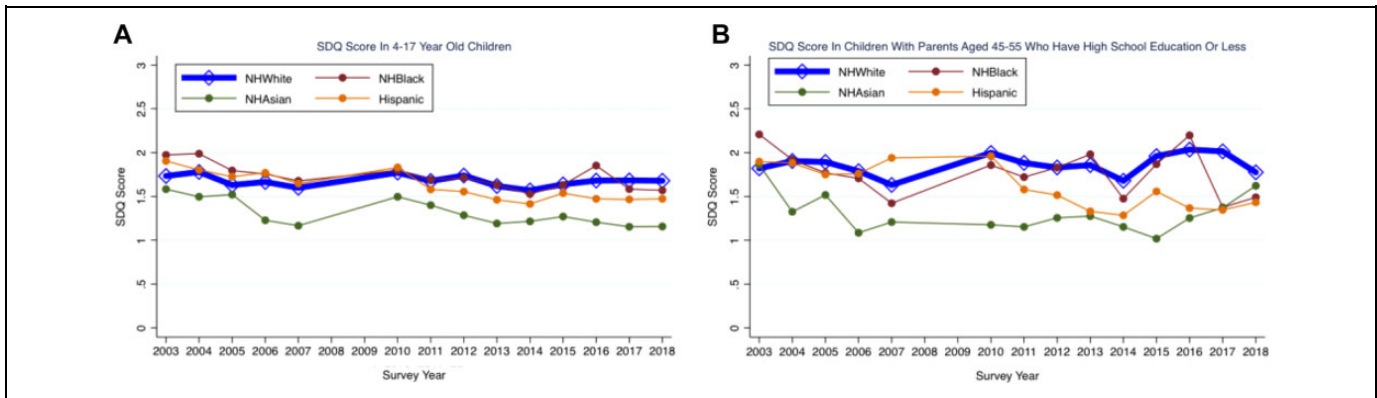 A
SDQ Score In 4-17 Year Old Children
NHWhite NHBlack
NHAsian Hispanic
SDQ Score
3
2.5
2
1.5
1
.5
0
2003 2004 2005 2006 2007 2008 2009 2010 2011 2012 2013 2014 2015 2016 2017 2018
Survey Year
B
SDQ Score In Children With Parents Aged 45-55 Who Have High School Education Or Less
NHWhite NHBlack
NHAsian Hispanic
SDQ Score
3
2.5
2
1.5
1
.5
0
2003 2004 2005 2006 2007 2008 2009 2010 2011 2012 2013 2014 2015 2016 2017 2018
Survey Year